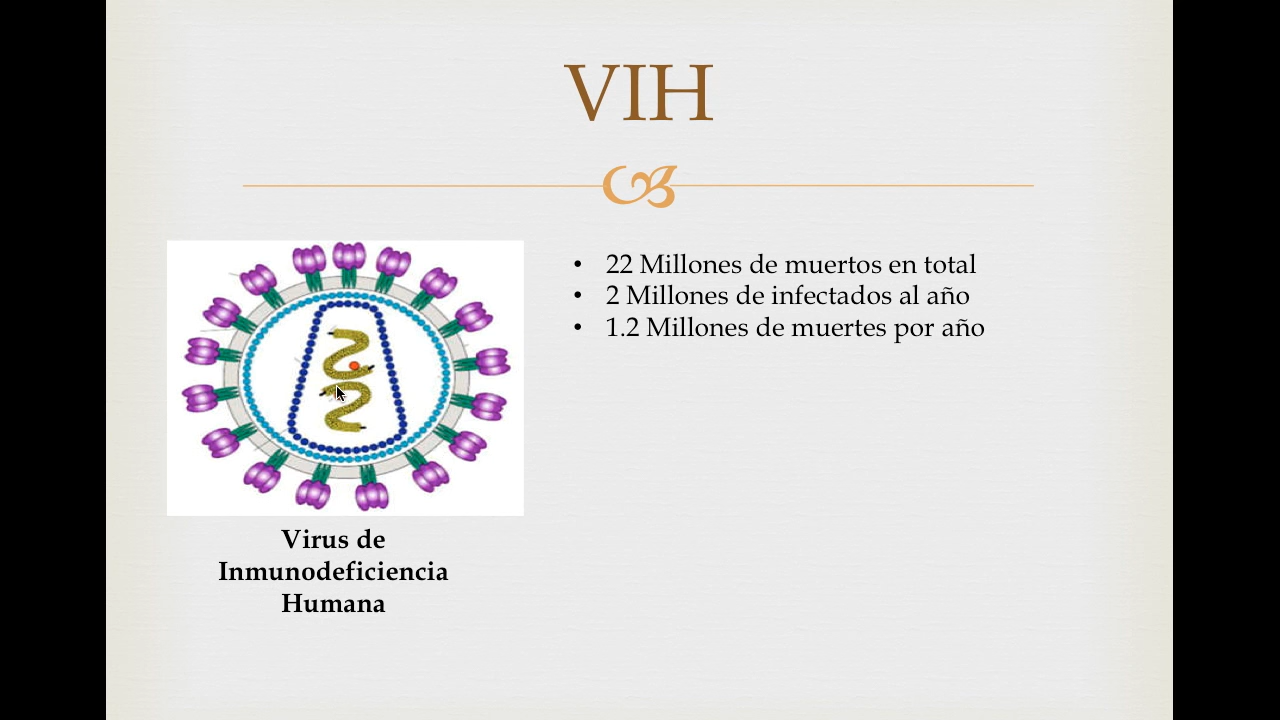 VIH
22 Millones de muertos en total
2 Millones de infectados al año
1.2 Millones de muertes por año
Virus de
Inmunodeficiencia
Humana